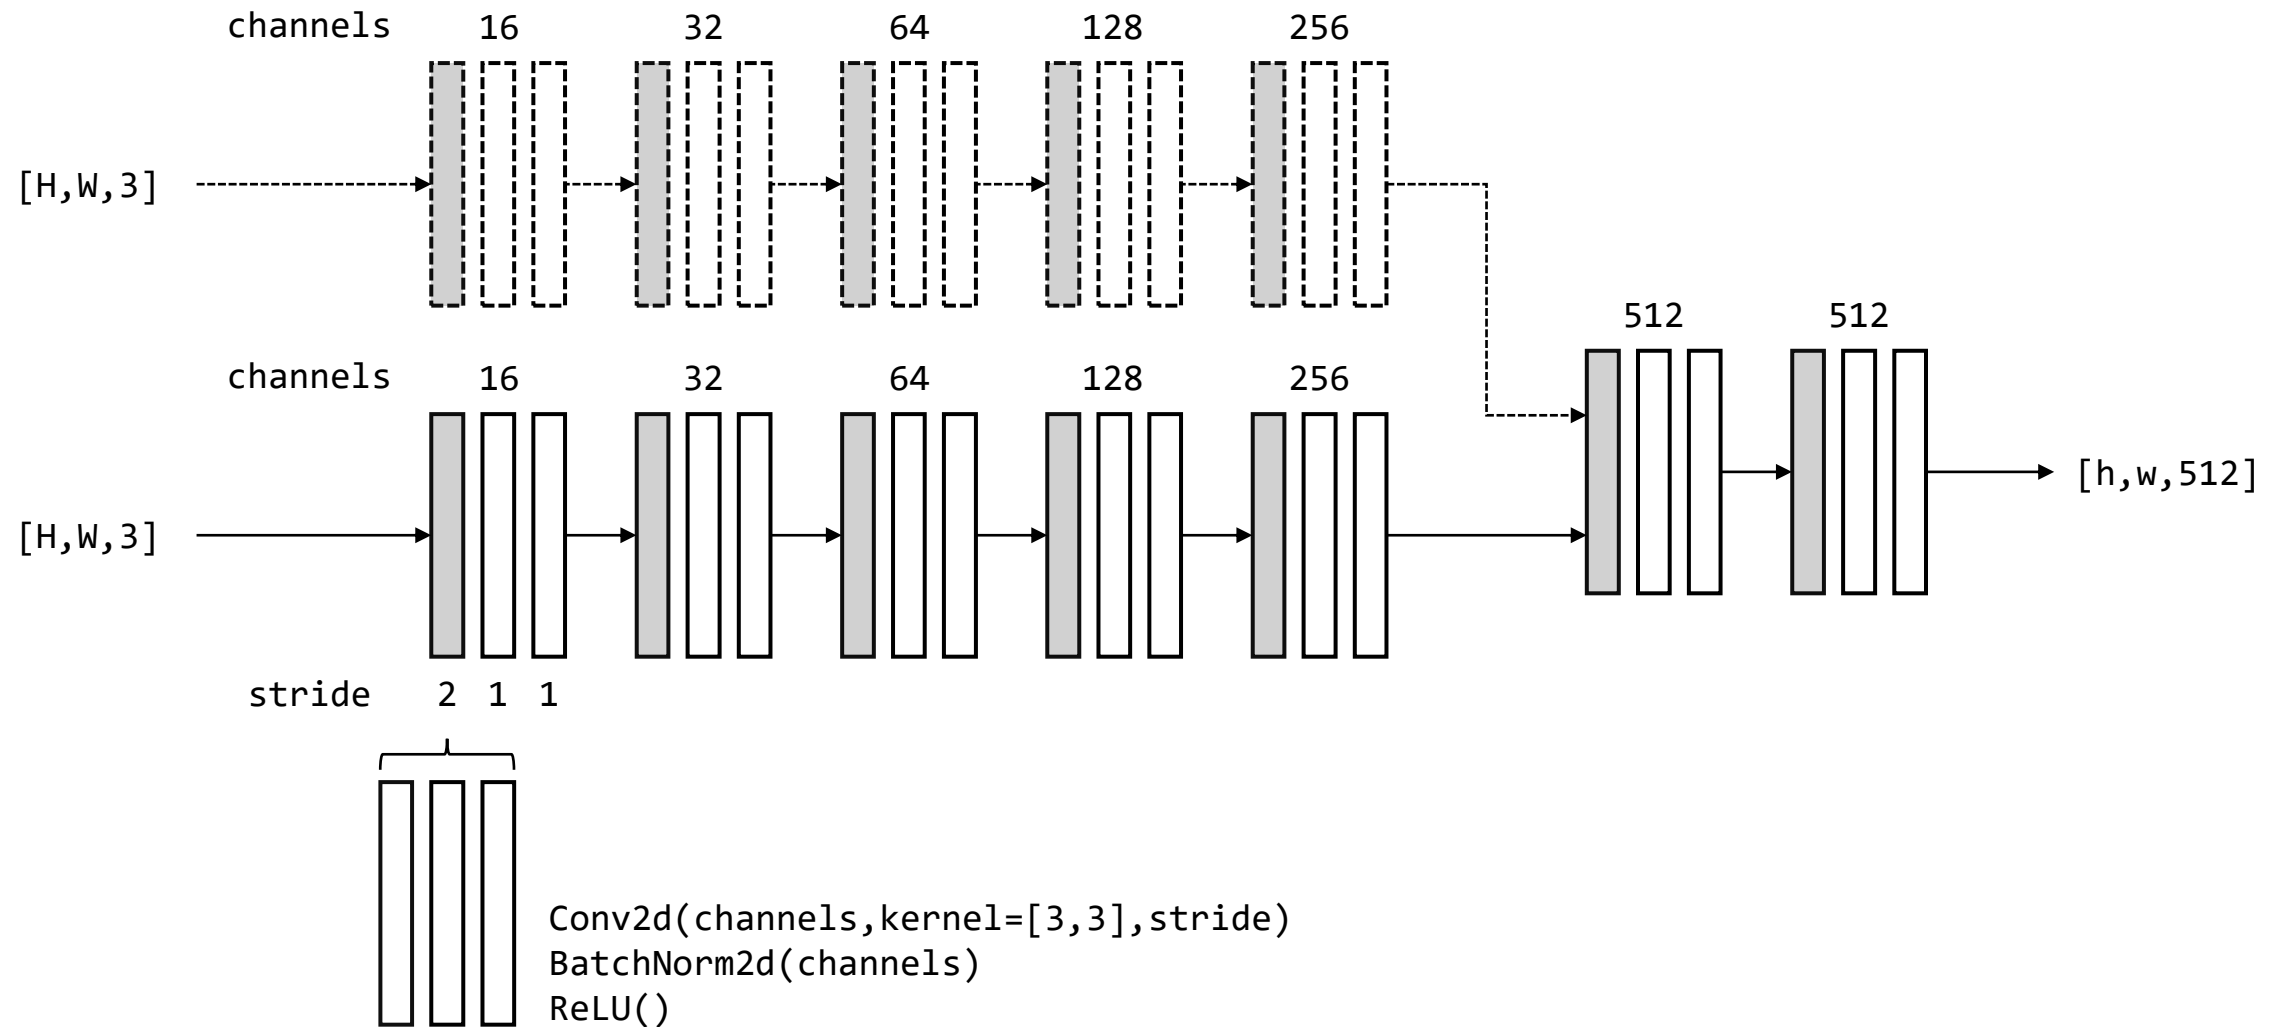 channels 16 32 64 128 256
[H,W,3]
512 512
channels 16 32 64 128 256
[h,w,512]
[H,W,3]
stride 2 1 1
Conv2d(channels,kernel=[3,3],stride)
BatchNorm2d(channels)
ReLU()